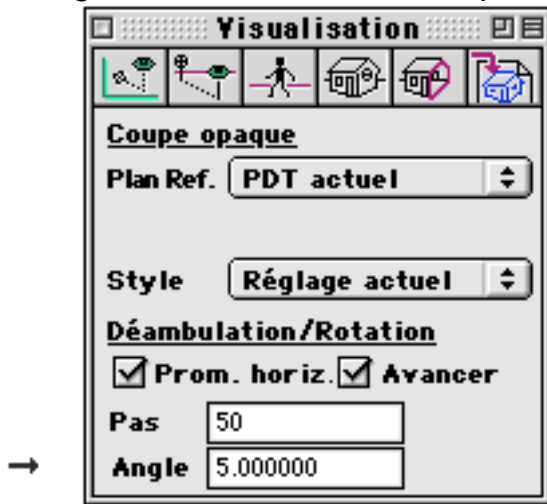 Visualisation
Coupe opaque
Plan Ref. PDT actuel
Style Réglage actuel
Déambulation/Rotation
Prom. horiz. Avancer
Pas 50
Angle 5.000000